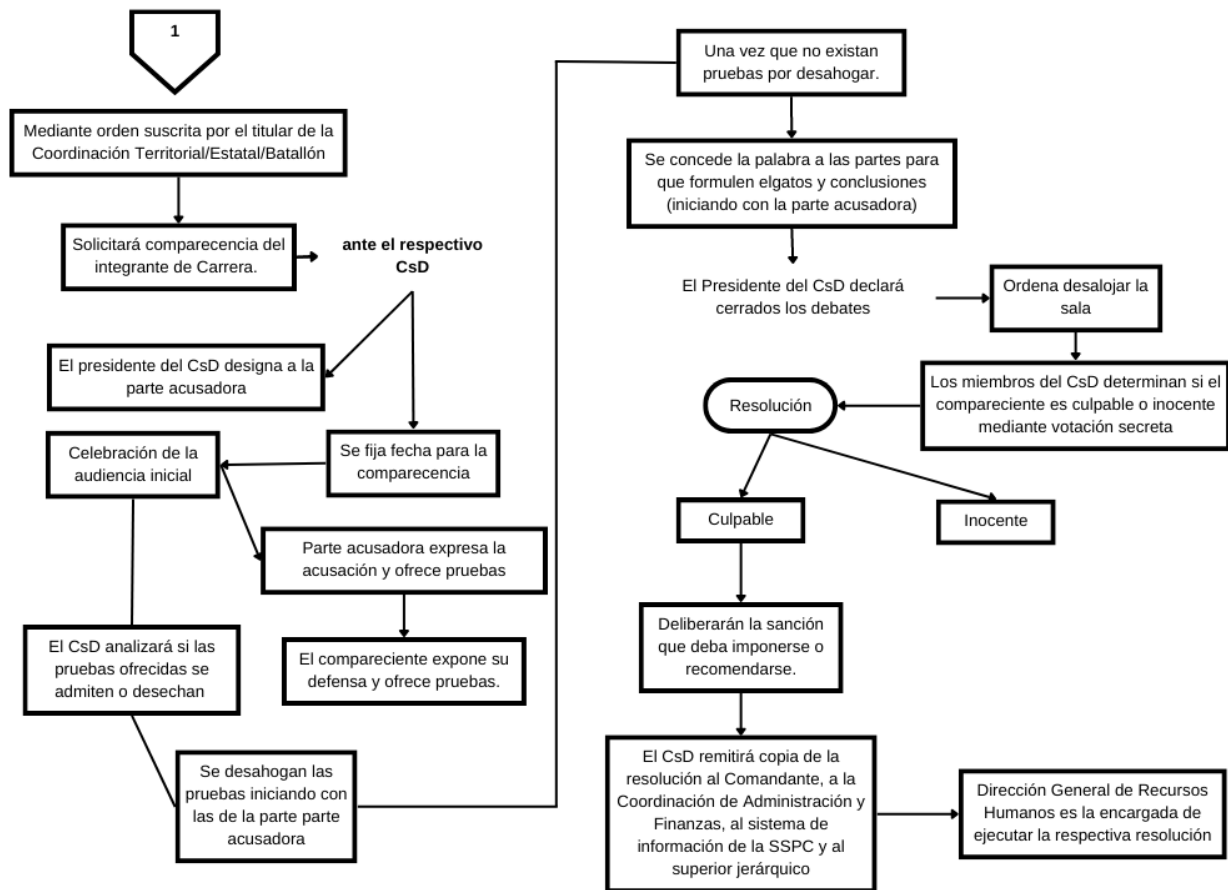 1
Mediante orden suscrita por el titular de la
Coordinación Territorial/Estatal/Batallón
Solicitará comparecencia del
integrante de Carrera.
ante el respectivo
CsD
El presidente del CsD designa a la
parte acusadora
Se fija fecha para la
comparecencia
Celebración de la
audiencia inicial
Parte acusadora expresa la
acusación y ofrece pruebas
El compareciente expone su
defensa y ofrece pruebas.
El CsD analizará si las
pruebas ofrecidas se
admiten o desechan
Se desahogan las
pruebas iniciando con
las de la parte parte
acusadora
Una vez que no existan
pruebas por desahogar.
Se concede la palabra a las partes para
que formulen elgatos y conclusiones
(iniciando con la parte acusadora)
El Presidente del CsD declará
cerrados los debates
Ordena desalojar la
sala
Los miembros del CsD determinan si el
compareciente es culpable o inocente
mediante votación secreta
Resolución
Culpable
Inocente
Deliberarán la sanción
que deba imponerse o
recomendarse.
El CsD remitirá copia de la
resolución al Comandante, a la
Coordinación de Administración y
Finanzas, al sistema de
información de la SSPC y al
superior jerárquico
Dirección General de Recursos
Humanos es la encargada de
ejecutar la respectiva resolución